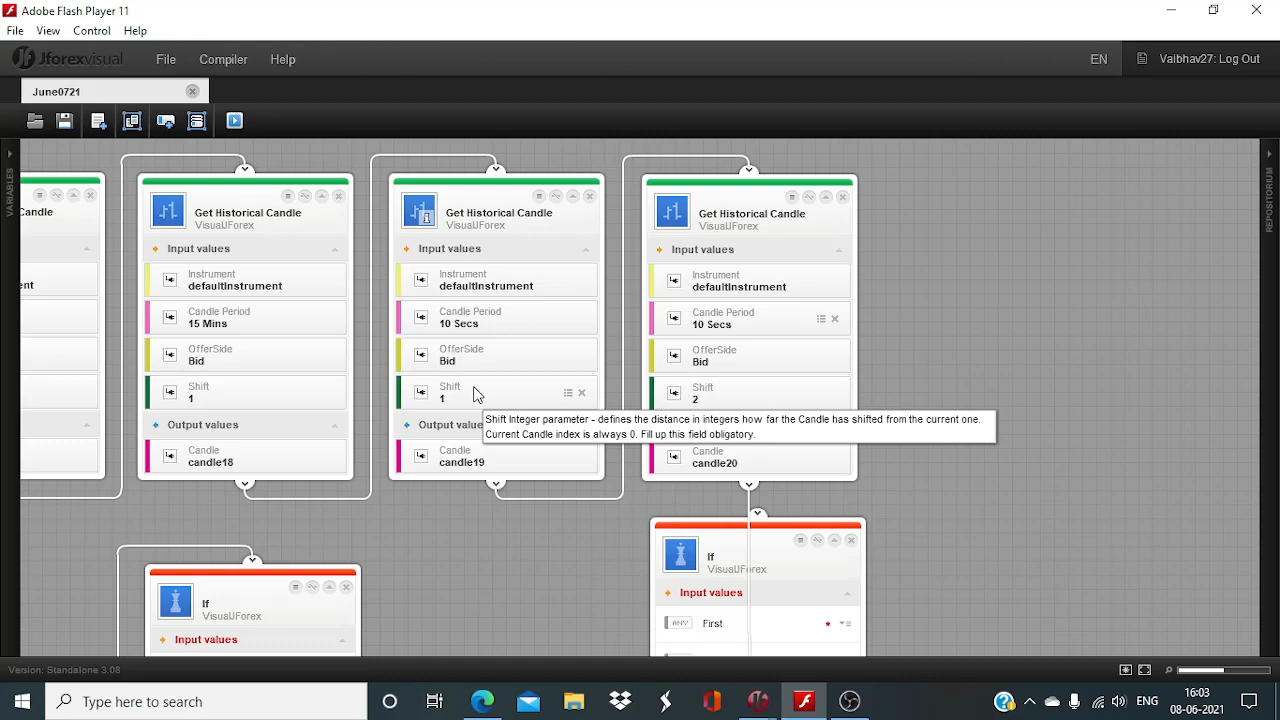 Adobe Flash Player 11
File View Control Help
Jforexvisual
File Compiler Help
EN
Vaibhav27: Log Out
June0721
VARIABLES
REPOSITORIUM
Candle
ent
Get Historical Candle
VisualJForex
Input values
Instrument
defaultInstrument
Candle Period
15 Mins
OfferSide
Bid
Shift
1
Output values
Candle
candle18
Get Historical Candle
VisualJForex
Input values
Instrument
defaultInstrument
Candle Period
10 Secs
OfferSide
Bid
Shift
1
Output value
Candle
candle19
Get Historical Candle
VisualJForex
Input values
Instrument
defaultInstrument
Candle Period
10 Secs
OfferSide
Bid
Shift
2
Candle
candle20
Shift Integer parameter - defines the distance in integers how far the Candle has shifted from the current one.
Current Candle index is always 0. Fill up this field obligatory.
If
VisualJForex
Input values
If
VisualJForex
Input values
ANY
First
Version: Standalone 3.08
Type here to search
ENG
16:03
08-06-2021